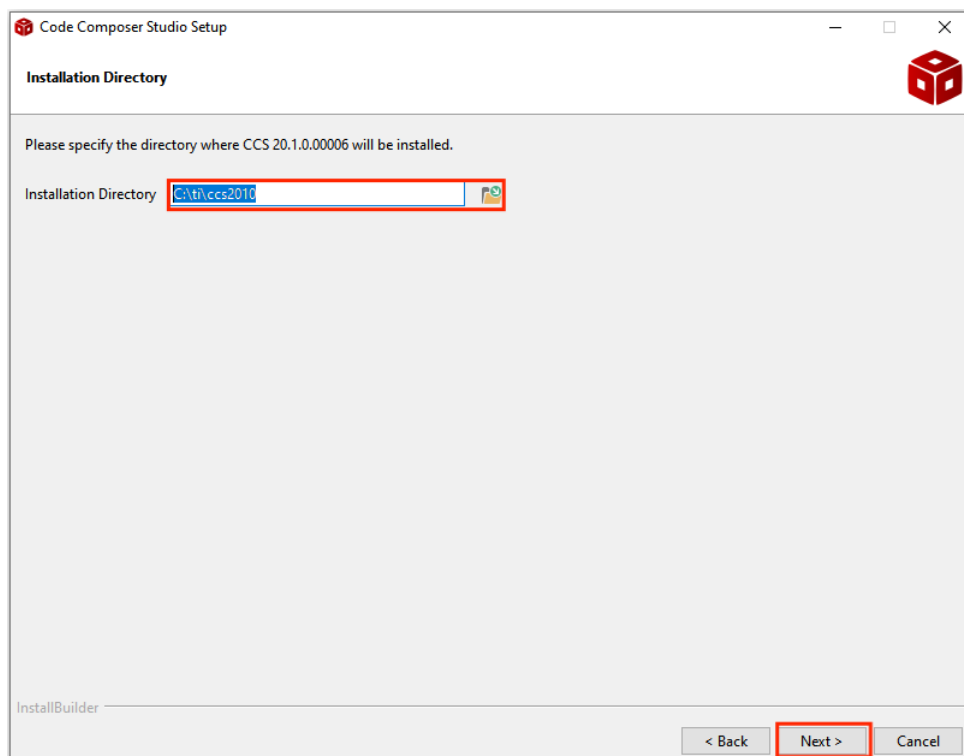 Code Composer Studio Setup
Installation Directory
Please specify the directory where CCS 20.1.0.00006 will be installed.
Installation Directory C:\ti\ccs2010
InstallBuilder
< Back Next > Cancel